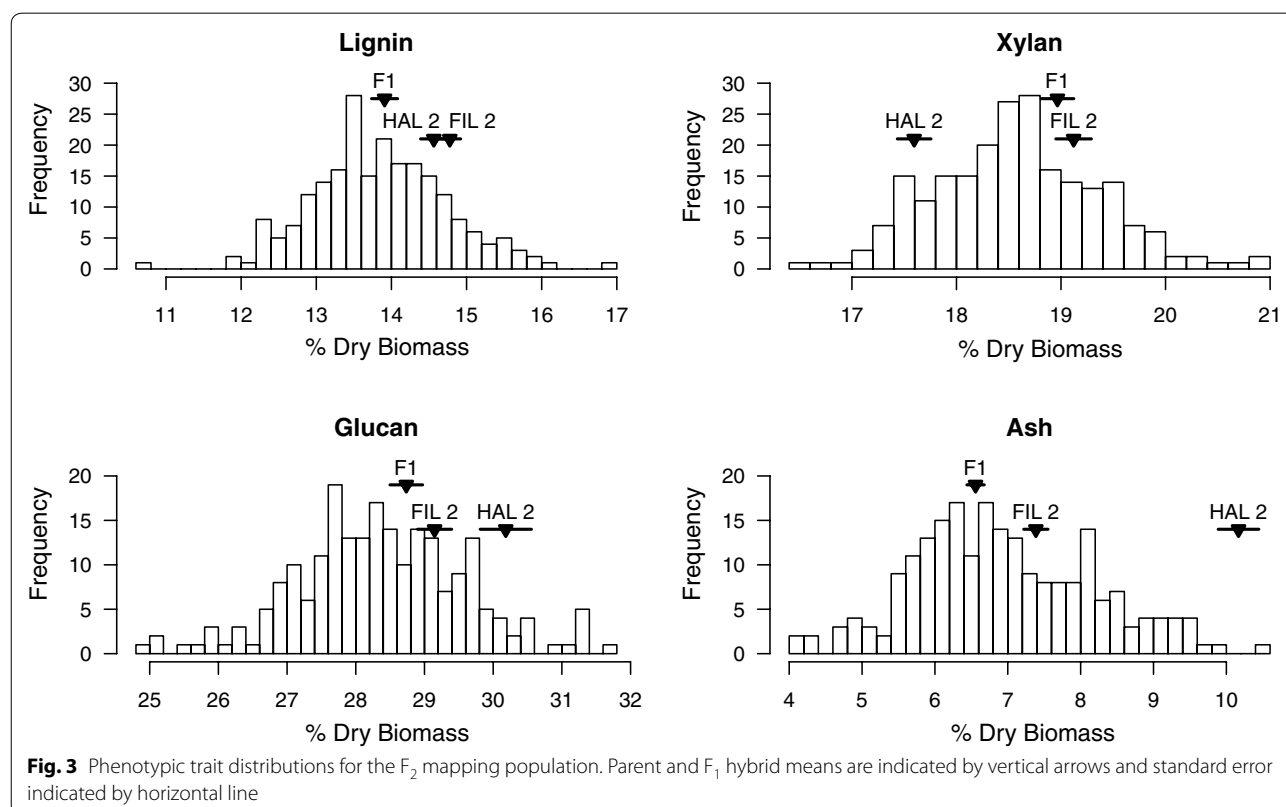 Lignin
Frequency
30
25
20
15
10
5
0
F1
HAL 2
FIL 2
11 12 13 14 15 16 17
% Dry Biomass
Xylan
Frequency
30
25
20
15
10
5
0
F1
HAL 2
FIL 2
17 18 19 20 21
% Dry Biomass
Glucan
Frequency
20
15
10
5
0
F1
FIL 2
HAL 2
25 26 27 28 29 30 31 32
% Dry Biomass
Ash
Frequency
20
15
10
5
0
F1
FIL 2
HAL 2
4 5 6 7 8 9 10
% Dry Biomass
Fig. 3 Phenotypic trait distributions for the F₂ mapping population. Parent and F₁ hybrid means are indicated by vertical arrows and standard error
indicated by horizontal line